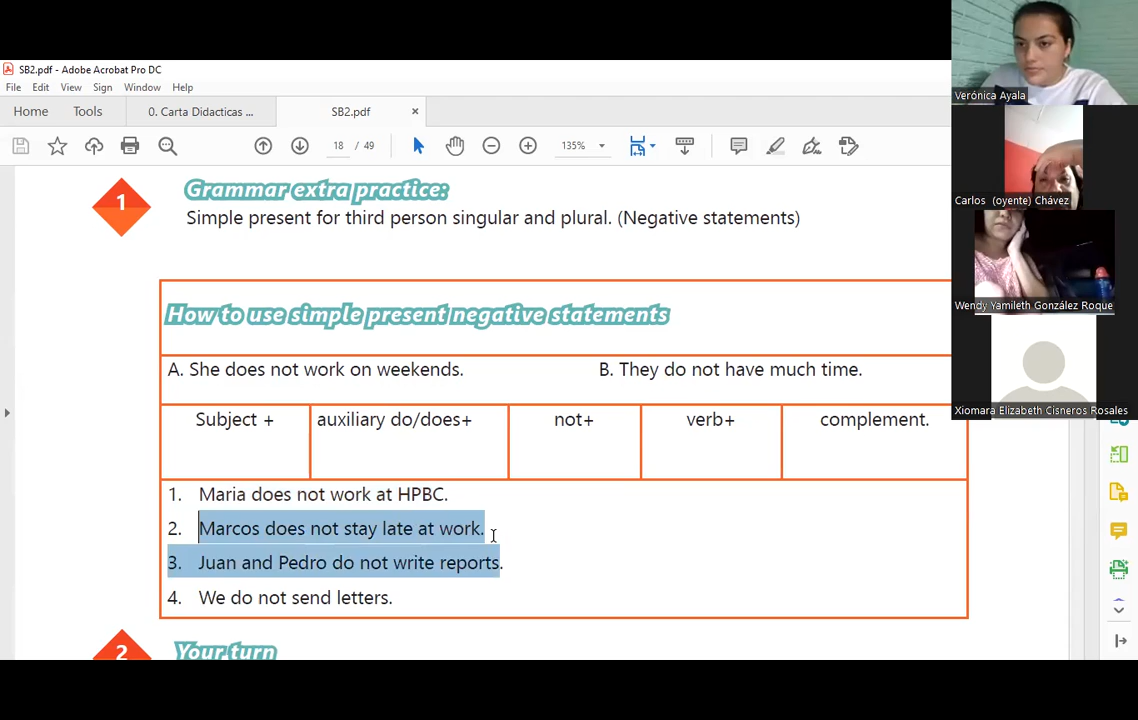 SB2.pdf - Adobe Acrobat Pro DC
File Edit View Sign Window Help
Home Tools 0. Carta Didacticas ... SB2.pdf ×
18 / 49 135%
1 Grammar extra practice:
Simple present for third person singular and plural. (Negative statements)
How to use simple present negative statements
A. She does not work on weekends. B. They do not have much time.
Subject + auxiliary do/does+ not+ verb+ complement.
1. Maria does not work at HPBC.
2. Marcos does not stay late at work.
3. Juan and Pedro do not write reports.
4. We do not send letters.
2 Your turn
Verónica Ayala
Carlos (oyente) Chávez
Wendy Yamileth González Roque
Xiomara Elizabeth Cisneros Rosales